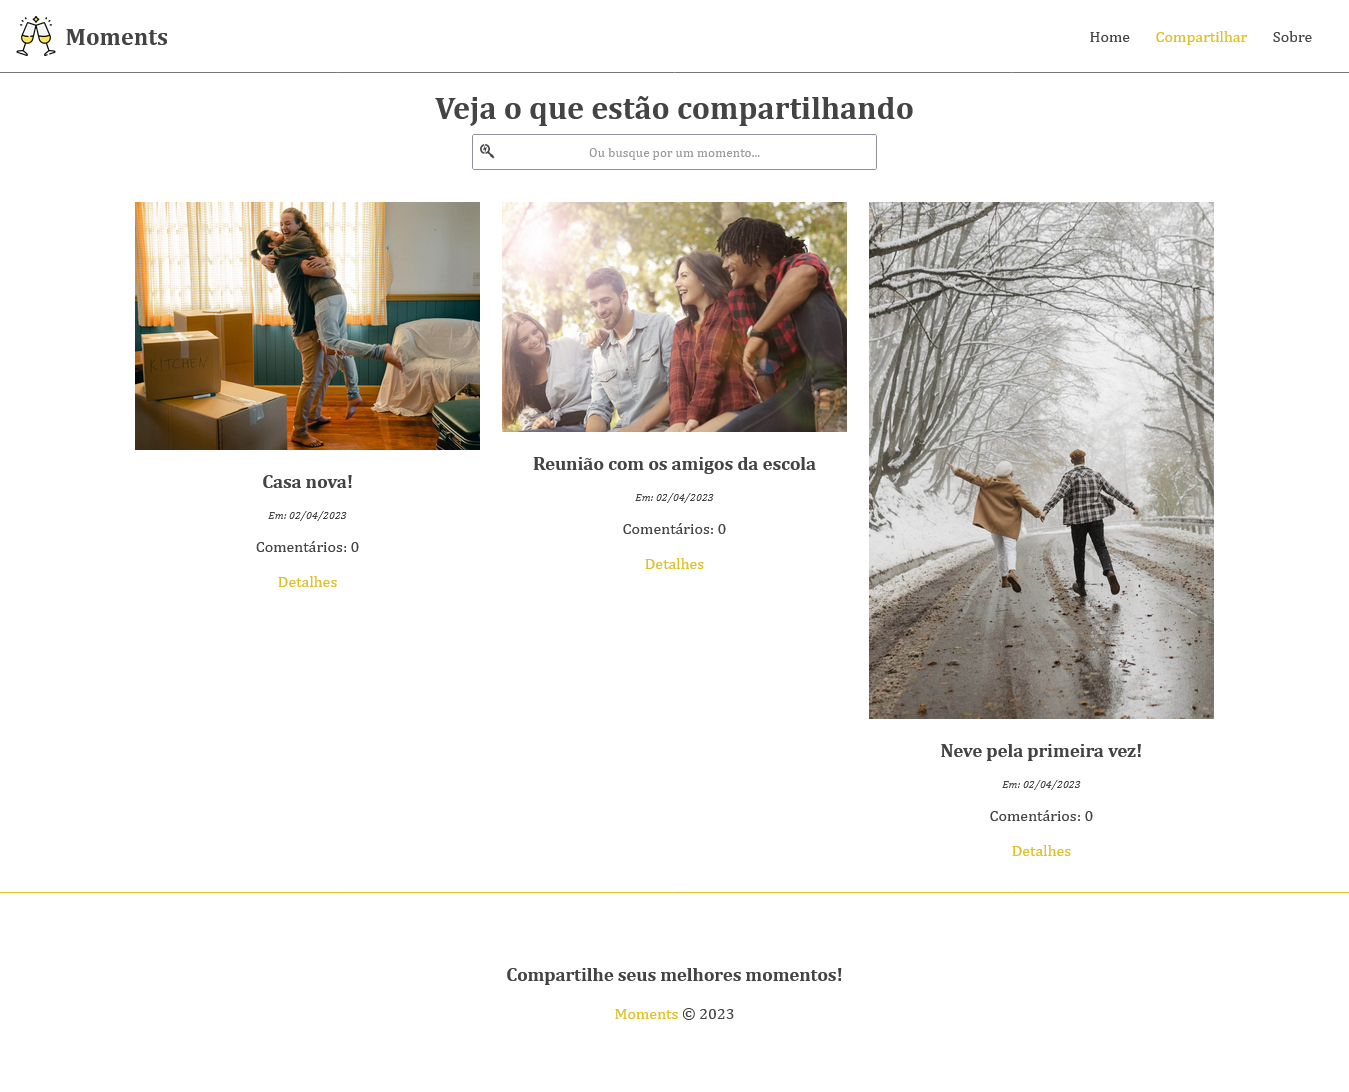 Moments
Home Compartilhar Sobre
Veja o que estão compartilhando
Ou busque por um momento...
KITCHEN
Casa nova!
Em: 02/04/2023
Comentários: 0
Detalhes
Reunião com os amigos da escola
Em: 02/04/2023
Comentários: 0
Detalhes
Neve pela primeira vez!
Em: 02/04/2023
Comentários: 0
Detalhes
Compartilhe seus melhores momentos!
Moments © 2023